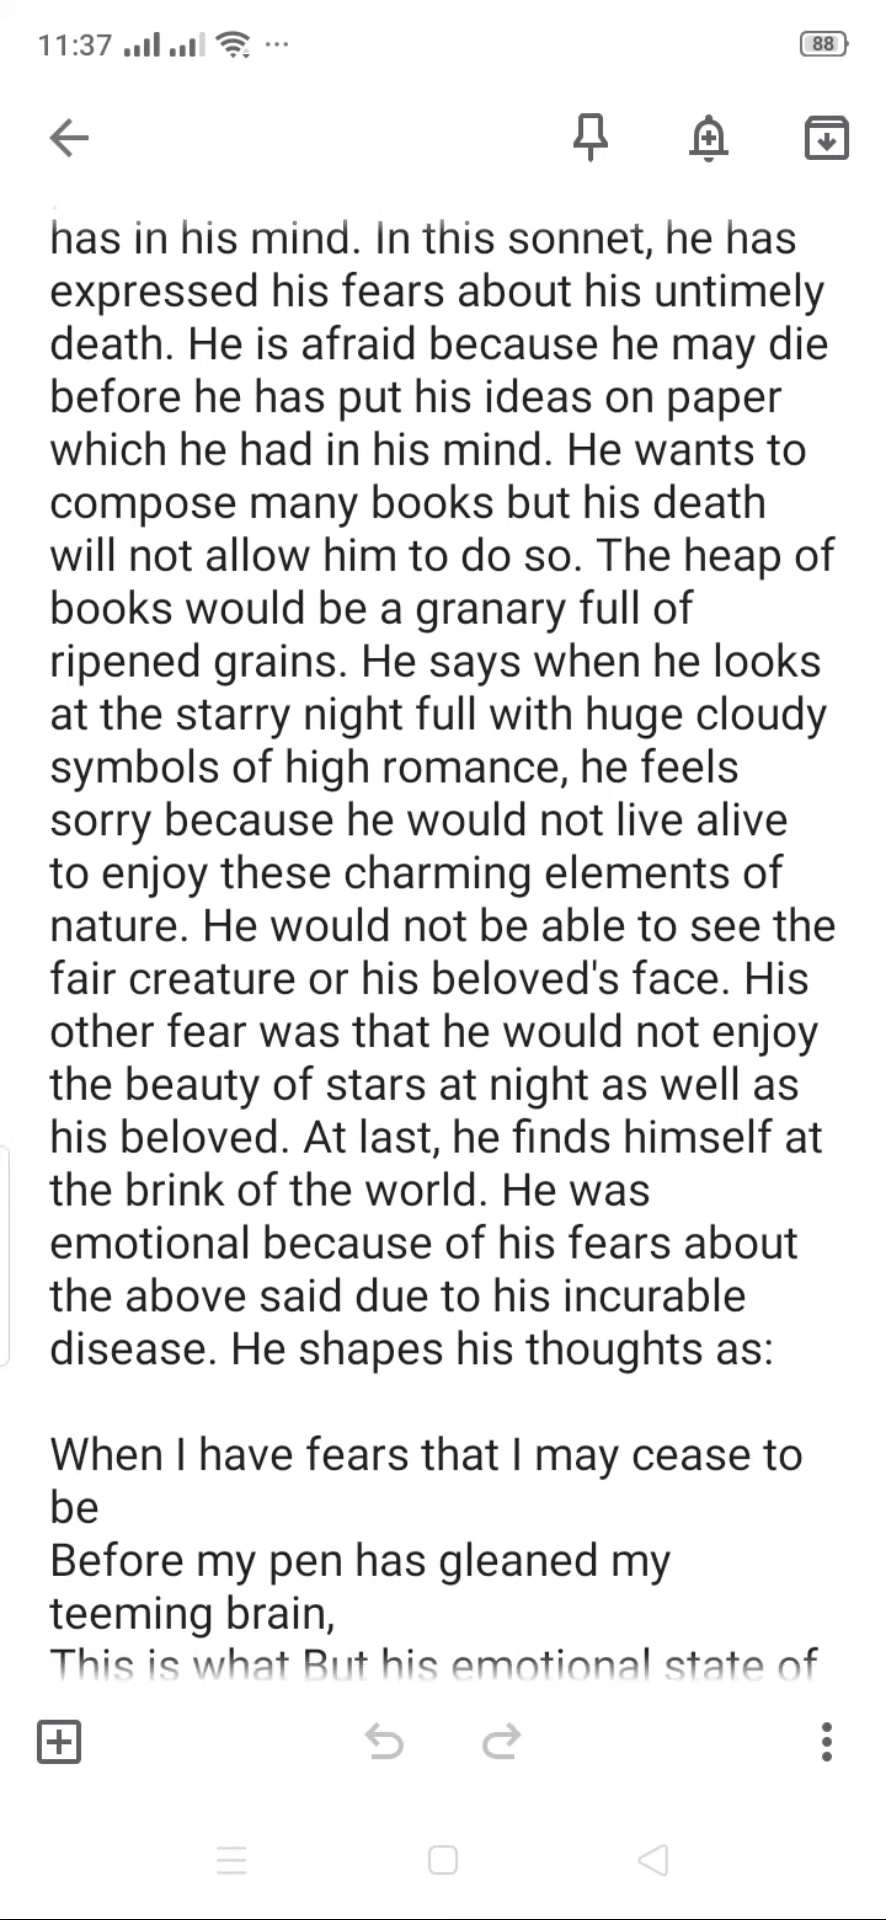 11:37
88
has in his mind. In this sonnet, he has
expressed his fears about his untimely
death. He is afraid because he may die
before he has put his ideas on paper
which he had in his mind. He wants to
compose many books but his death
will not allow him to do so. The heap of
books would be a granary full of
ripened grains. He says when he looks
at the starry night full with huge cloudy
symbols of high romance, he feels
sorry because he would not live alive
to enjoy these charming elements of
nature. He would not be able to see the
fair creature or his beloved's face. His
other fear was that he would not enjoy
the beauty of stars at night as well as
his beloved. At last, he finds himself at
the brink of the world. He was
emotional because of his fears about
the above said due to his incurable
disease. He shapes his thoughts as:
When I have fears that I may cease to
be
Before my pen has gleaned my
teeming brain,
This is what But his emotional state of